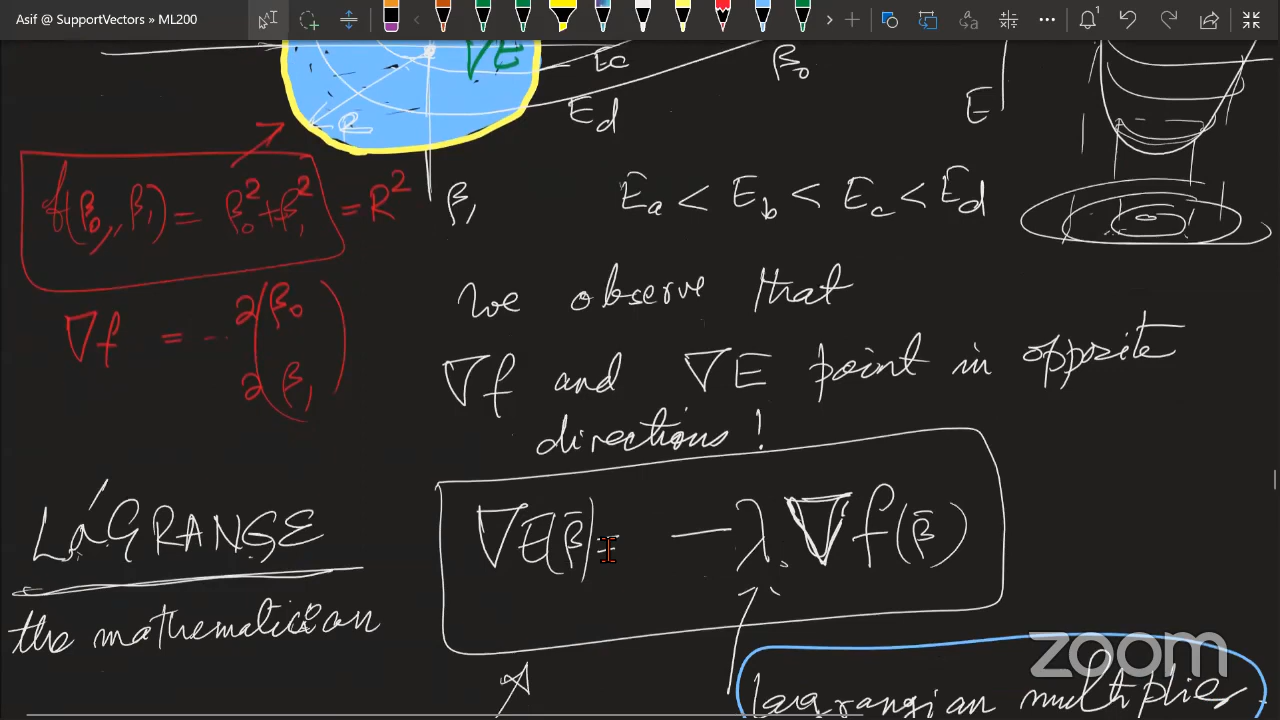 Asif @ SupportVectors » ML200
∇E
Ec
β₀
R
Ed
E
f(β₀, β₁) = β₀² + β₁² = R²
β₁
Ea < Eb < Ec < Ed
we observe that
∇f = 2β₀
2β₁
∇f and ∇E point in opposite
directions!
LAGRANGE
∇E(β̄) = -λ. ∇f(β̄)
the mathematician
zoom
lagrangian multiplier